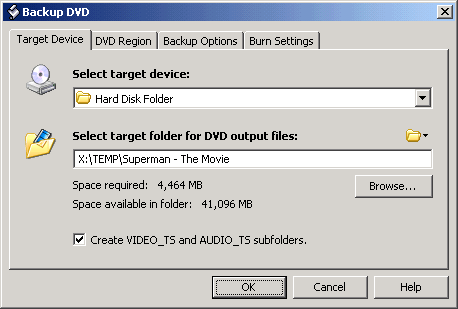 Backup DVD
Target Device DVD Region Backup Options Burn Settings
Select target device:
Hard Disk Folder
Select target folder for DVD output files:
X:\TEMP\Superman - The Movie
Space required: 4,464 MB
Browse...
Space available in folder: 41,096 MB
Create VIDEO_TS and AUDIO_TS subfolders.
OK Cancel Help